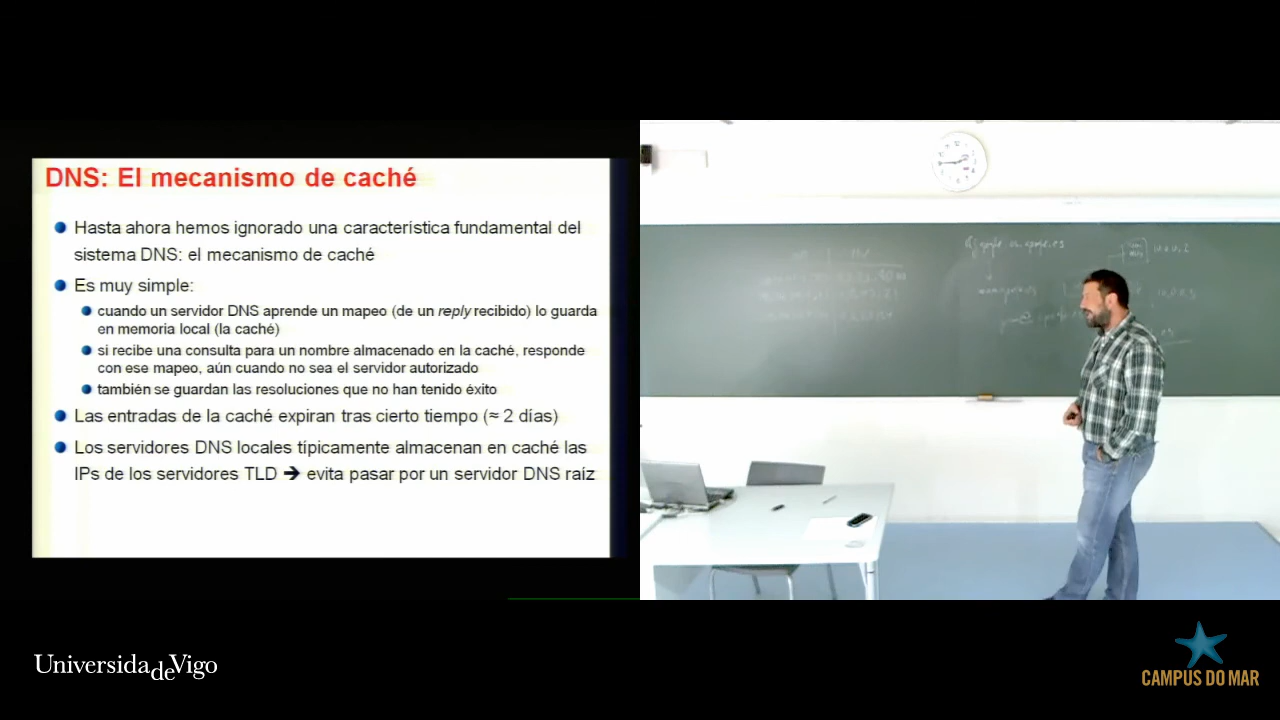 DNS: El mecanismo de caché
Hasta ahora hemos ignorado una característica fundamental del
sistema DNS: el mecanismo de caché
Es muy simple:
cuando un servidor DNS aprende un mapeo (de un reply recibido) lo guarda
en memoria local (la caché)
si recibe una consulta para un nombre almacenado en la caché, responde
con ese mapeo, aún cuando no sea el servidor autorizado
también se guardan las resoluciones que no han tenido éxito
Las entradas de la caché expiran tras cierto tiempo (≈ 2 días)
Los servidores DNS locales típicamente almacenan en caché las
IPs de los servidores TLD ➔ evita pasar por un servidor DNS raíz
UniversidadeVigo
CAMPUS DO MAR